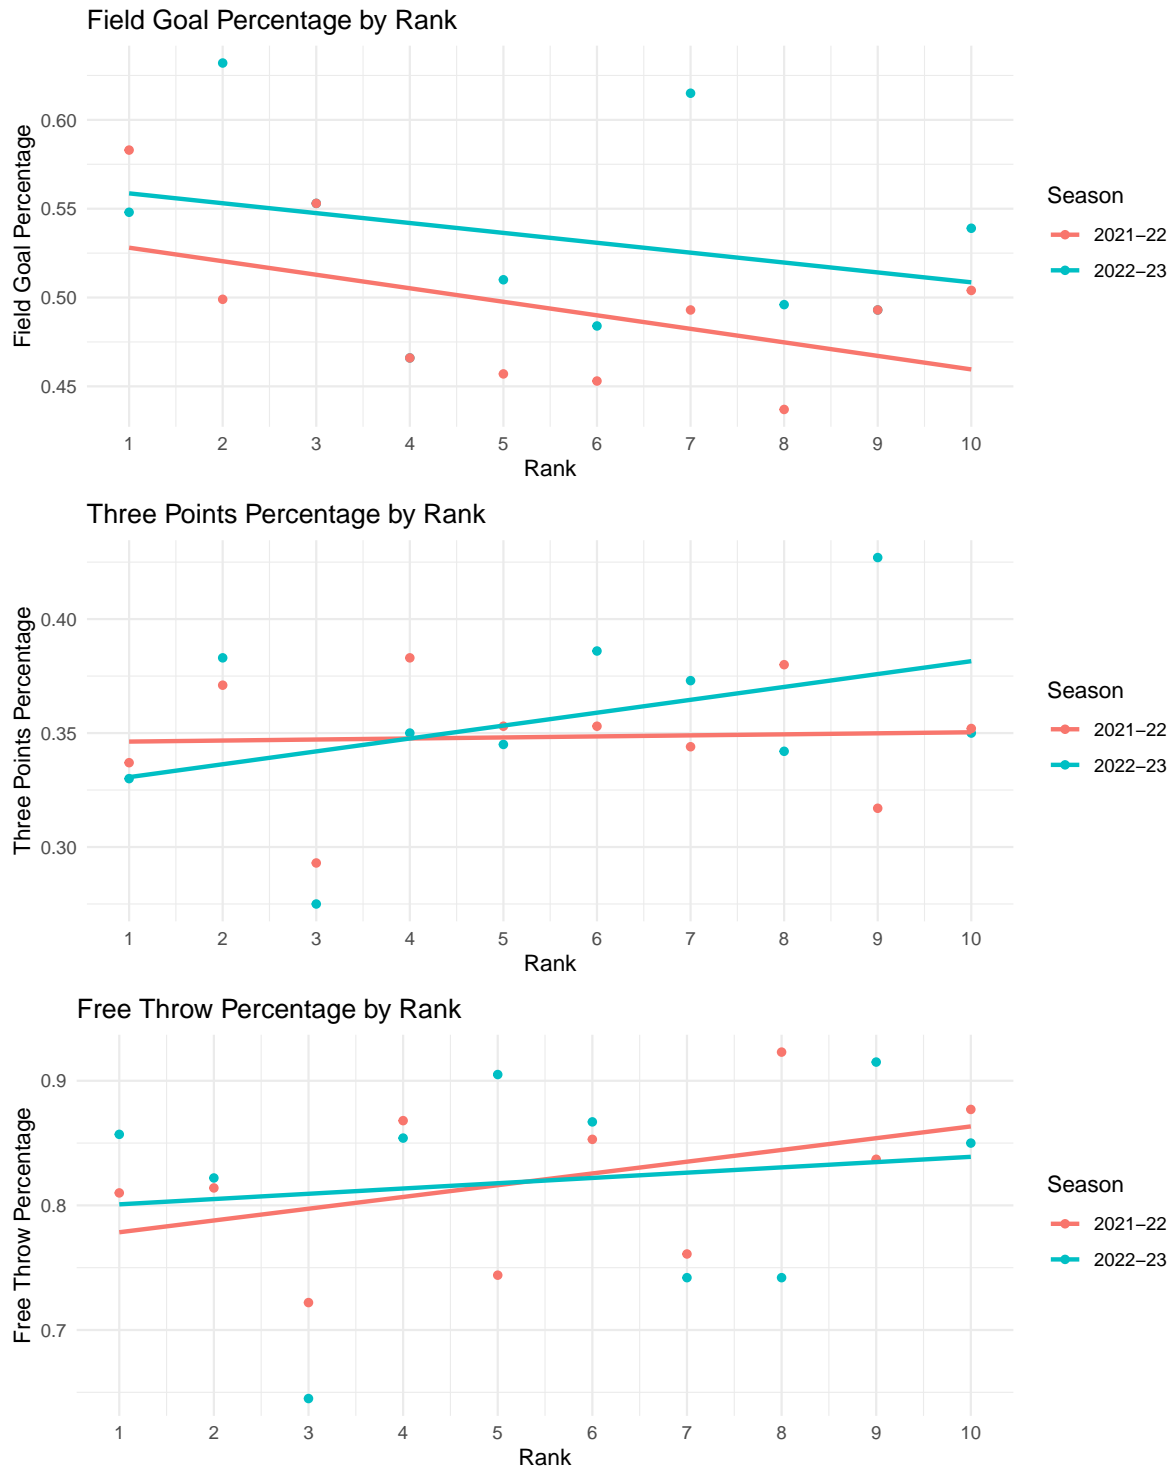 Field Goal Percentage by Rank
Field Goal Percentage
0.60
0.55
0.50
0.45
1 2 3 4 5 6 7 8 9 10
Rank
Season
2021−22
2022−23
Three Points Percentage by Rank
Three Points Percentage
0.40
0.35
0.30
1 2 3 4 5 6 7 8 9 10
Rank
Season
2021−22
2022−23
Free Throw Percentage by Rank
Free Throw Percentage
0.9
0.8
0.7
1 2 3 4 5 6 7 8 9 10
Rank
Season
2021−22
2022−23